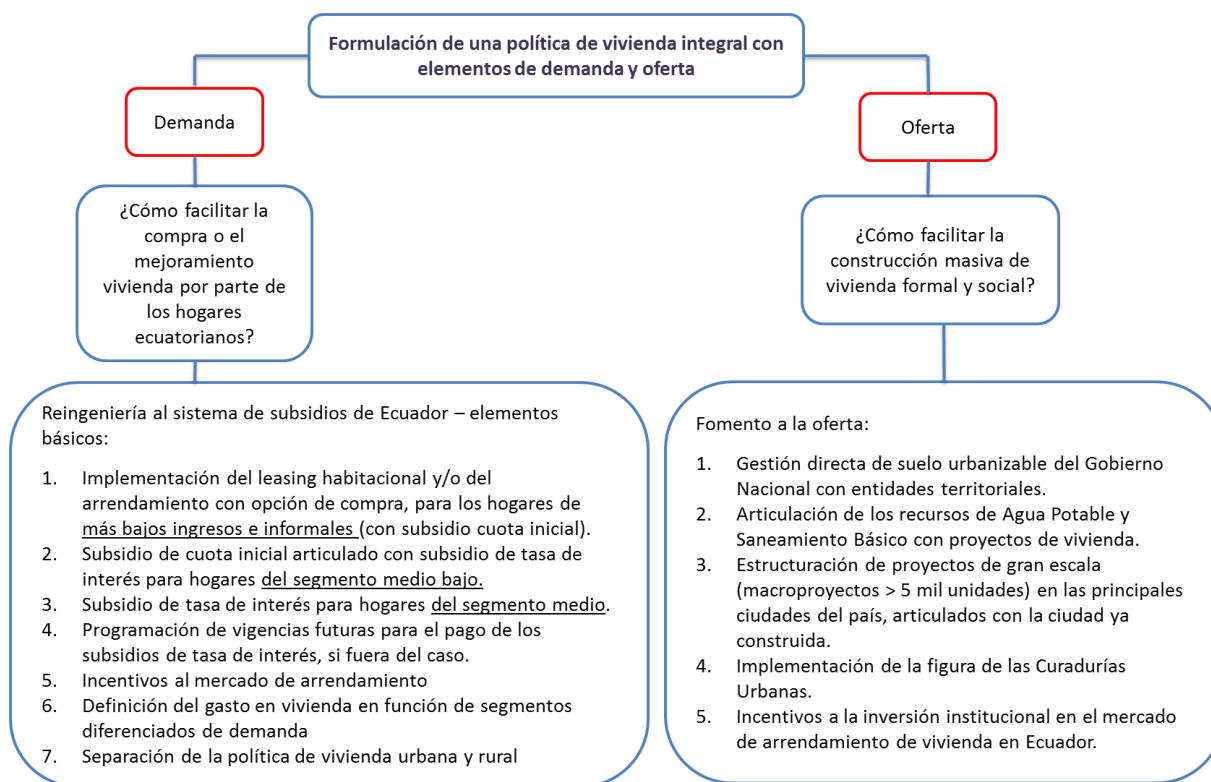 Formulación de una política de vivienda integral con
elementos de demanda y oferta
Demanda
¿Cómo facilitar la
compra o el
mejoramiento
vivienda por parte de
los hogares
ecuatorianos?
Reingeniería al sistema de subsidios de Ecuador – elementos
básicos:
1. Implementación del leasing habitacional y/o del
arrendamiento con opción de compra, para los hogares de
más bajos ingresos e informales (con subsidio cuota inicial).
2. Subsidio de cuota inicial articulado con subsidio de tasa de
interés para hogares del segmento medio bajo.
3. Subsidio de tasa de interés para hogares del segmento medio.
4. Programación de vigencias futuras para el pago de los
subsidios de tasa de interés, si fuera del caso.
5. Incentivos al mercado de arrendamiento
6. Definición del gasto en vivienda en función de segmentos
diferenciados de demanda
7. Separación de la política de vivienda urbana y rural
Oferta
¿Cómo facilitar la
construcción masiva de
vivienda formal y social?
Fomento a la oferta:
1. Gestión directa de suelo urbanizable del Gobierno
Nacional con entidades territoriales.
2. Articulación de los recursos de Agua Potable y
Saneamiento Básico con proyectos de vivienda.
3. Estructuración de proyectos de gran escala
(macroproyectos > 5 mil unidades) en las principales
ciudades del país, articulados con la ciudad ya
construida.
4. Implementación de la figura de las Curadurías
Urbanas.
5. Incentivos a la inversión institucional en el mercado
de arrendamiento de vivienda en Ecuador.